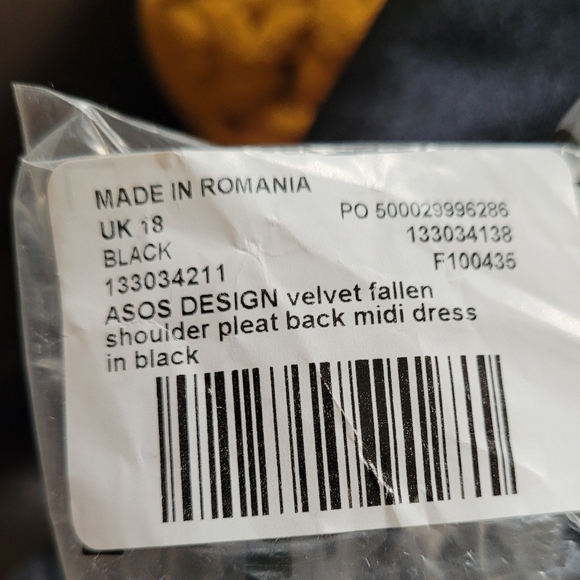 MADE IN ROMANIA
UK 18
PO 500029996286
BLACK
133034138
133034211
F100435
ASOS DESIGN velvet fallen
shoulder pleat back midi dress
in black